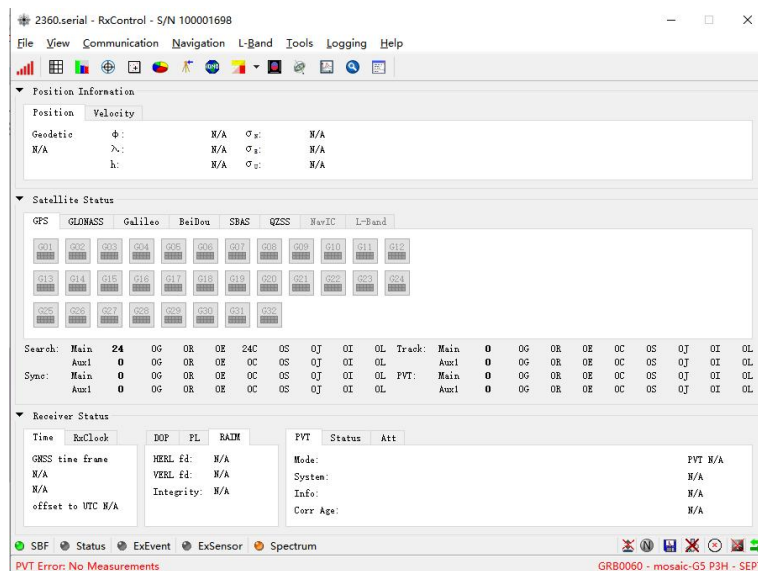 2360.serial - RxControl - S/N 100001698
File View Communication Navigation L-Band Tools Logging Help
Position Information
Position Velocity
Geodetic ϕ: N/A σN: N/A
N/A λ: N/A σE: N/A
h: N/A σU: N/A
Satellite Status
GPS GLONASS Galileo BeiDou SBAS QZSS NavIC L-Band
G01 G02 G03 G04 G05 G06 G07 G08 G09 G10 G11 G12
G13 G14 G15 G16 G17 G18 G19 G20 G21 G22 G23 G24
G25 G26 G27 G28 G29 G30 G31 G32
Search: Main 24 0G 0R 0E 24C 0S 0J 0I 0L Track: Main 0 0G 0R 0E 0C 0S 0J 0I 0L
Aux1 0 0G 0R 0E 0C 0S 0J 0I 0L Aux1 0 0G 0R 0E 0C 0S 0J 0I 0L
Sync: Main 0 0G 0R 0E 0C 0S 0J 0I 0L PVT: Main 0 0G 0R 0E 0C 0S 0J 0I 0L
Aux1 0 0G 0R 0E 0C 0S 0J 0I 0L Aux1 0 0G 0R 0E 0C 0S 0J 0I 0L
Receiver Status
Time RxClock DOP PL RAIM PVT Status Att
GNSS time frame HERL fd: N/A Mode: PVT N/A
N/A VERL fd: N/A System: N/A
N/A Integrity: N/A Info: N/A
offset to UTC N/A Corr Age: N/A
SBF Status ExEvent ExSensor Spectrum
PVT Error: No Measurements GRB0060 - mosaic-G5 P3H - SEPT